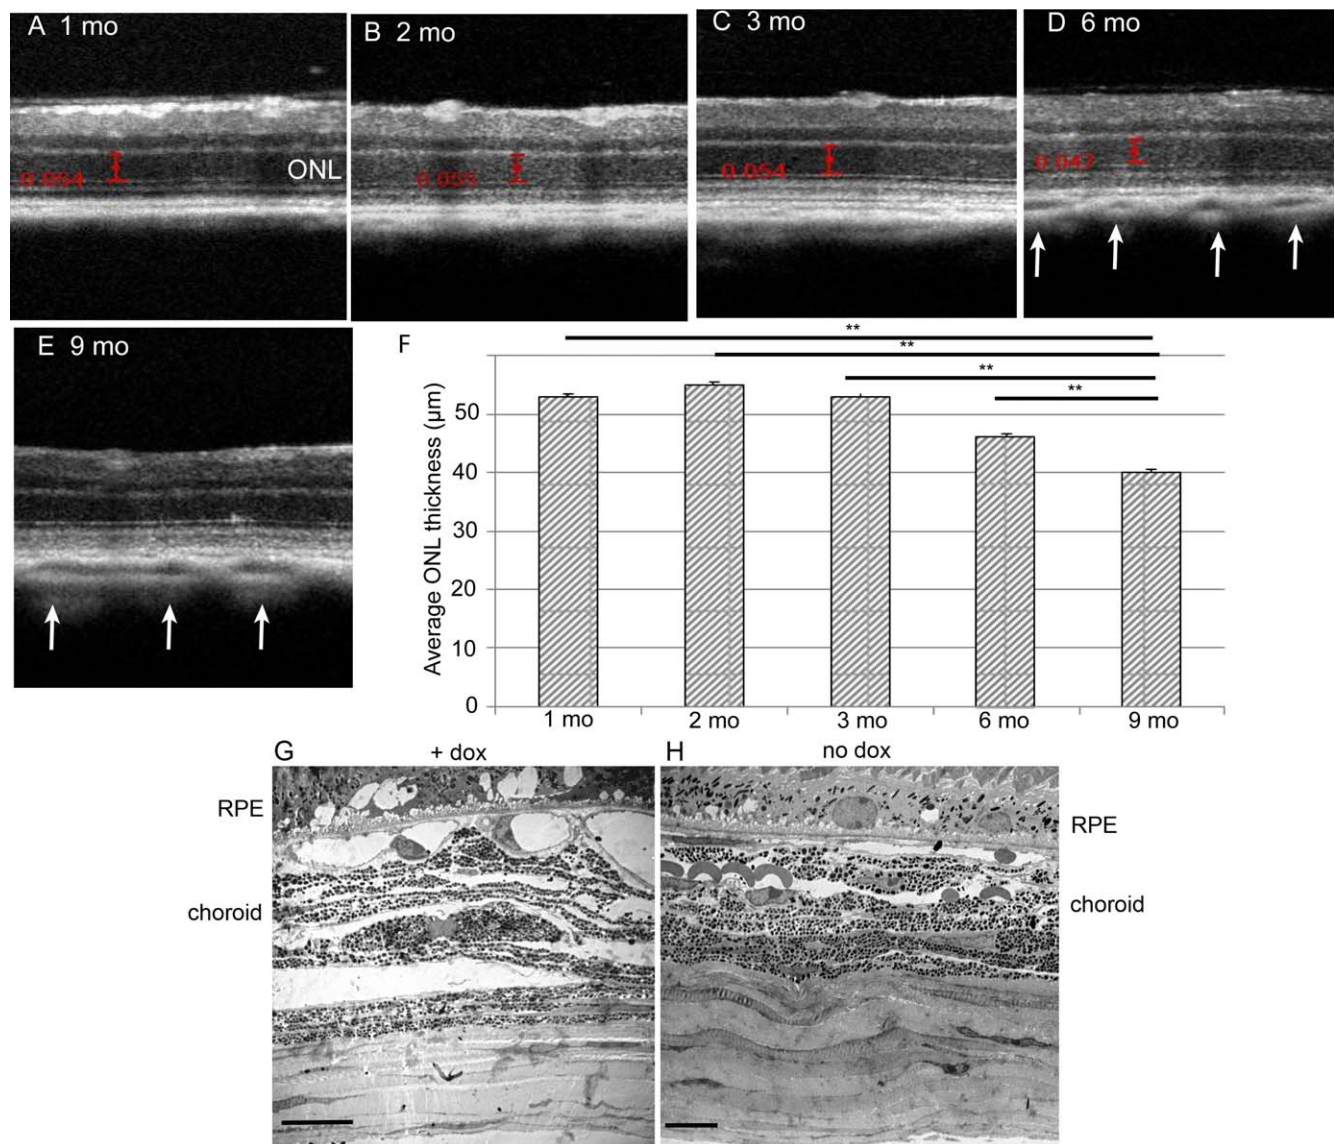 A 1 mo
B 2 mo
C 3 mo
D 6 mo
0.054
ONL
0.055
0.054
0.047
E 9 mo
F
**
**
**
**
Average ONL thickness (µm)
50
40
30
20
10
0
1 mo
2 mo
3 mo
6 mo
9 mo
G
+ dox
H
no dox
RPE
RPE
choroid
choroid